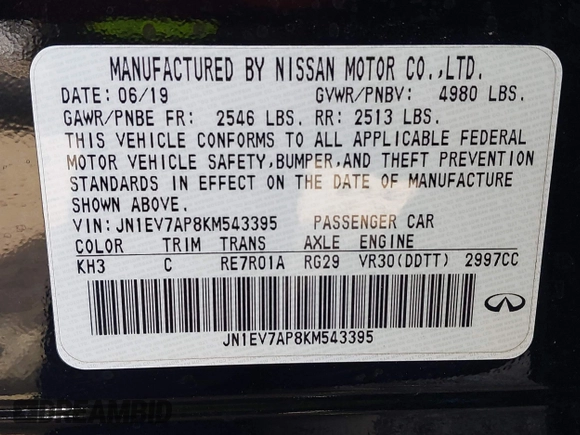 MANUFACTURED BY NISSAN MOTOR CO.,LTD.
DATE: 06/19 GVWR/PNBV: 4980 LBS.
GAWR/PNBE FR: 2546 LBS. RR: 2513 LBS.
THIS VEHICLE CONFORMS TO ALL APPLICABLE FEDERAL
MOTOR VEHICLE SAFETY,BUMPER,AND THEFT PREVENTION
STANDARDS IN EFFECT ON THE DATE OF MANUFACTURE
SHOWN ABOVE.
VIN:JN1EV7AP8KM543395 PASSENGER CAR
COLOR TRIM TRANS AXLE ENGINE
KH3 C RE7R01A RG29 VR30(DDTT) 2997CC
JN1EV7AP8KM543395